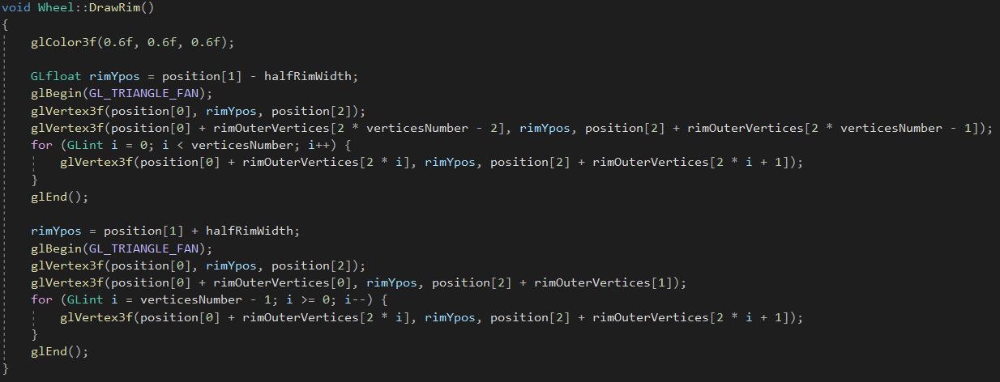 void Wheel::DrawRim()
{
    glColor3f(0.6f, 0.6f, 0.6f);

    GLfloat rimYpos = position[1] - halfRimWidth;
    glBegin(GL_TRIANGLE_FAN);
    glVertex3f(position[0], rimYpos, position[2]);
    glVertex3f(position[0] + rimOuterVertices[2 * verticesNumber - 2], rimYpos, position[2] + rimOuterVertices[2 * verticesNumber - 1]);
    for (GLint i = 0; i < verticesNumber; i++) {
        glVertex3f(position[0] + rimOuterVertices[2 * i], rimYpos, position[2] + rimOuterVertices[2 * i + 1]);
    }
    glEnd();

    rimYpos = position[1] + halfRimWidth;
    glBegin(GL_TRIANGLE_FAN);
    glVertex3f(position[0], rimYpos, position[2]);
    glVertex3f(position[0] + rimOuterVertices[0], rimYpos, position[2] + rimOuterVertices[1]);
    for (GLint i = verticesNumber - 1; i >= 0; i--) {
        glVertex3f(position[0] + rimOuterVertices[2 * i], rimYpos, position[2] + rimOuterVertices[2 * i + 1]);
    }
    glEnd();
}